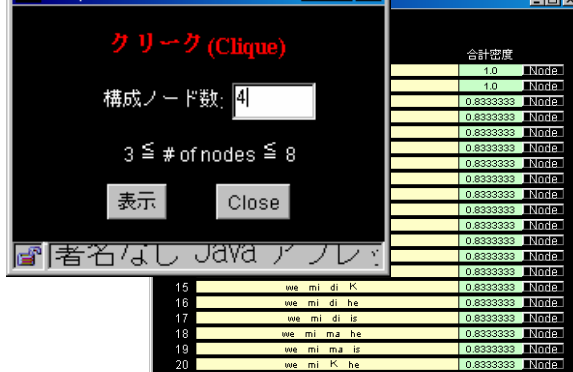 クリーク(Clique)
構成ノード数: 4
3 ≦ # of nodes ≦ 8
表示 Close
著名なし Java アプレッ
合計密度
1.0 Node
1.0 Node
0.8333333 Node
0.8333333 Node
0.8333333 Node
0.8333333 Node
0.8333333 Node
0.8333333 Node
0.8333333 Node
0.8333333 Node
0.8333333 Node
0.8333333 Node
0.8333333 Node
0.8333333 Node
15 we mi di K 0.8333333 Node
16 we mi di he 0.8333333 Node
17 we mi di is 0.8333333 Node
18 we mi ma he 0.8333333 Node
19 we mi ma is 0.8333333 Node
20 we mi K he 0.8333333 Node